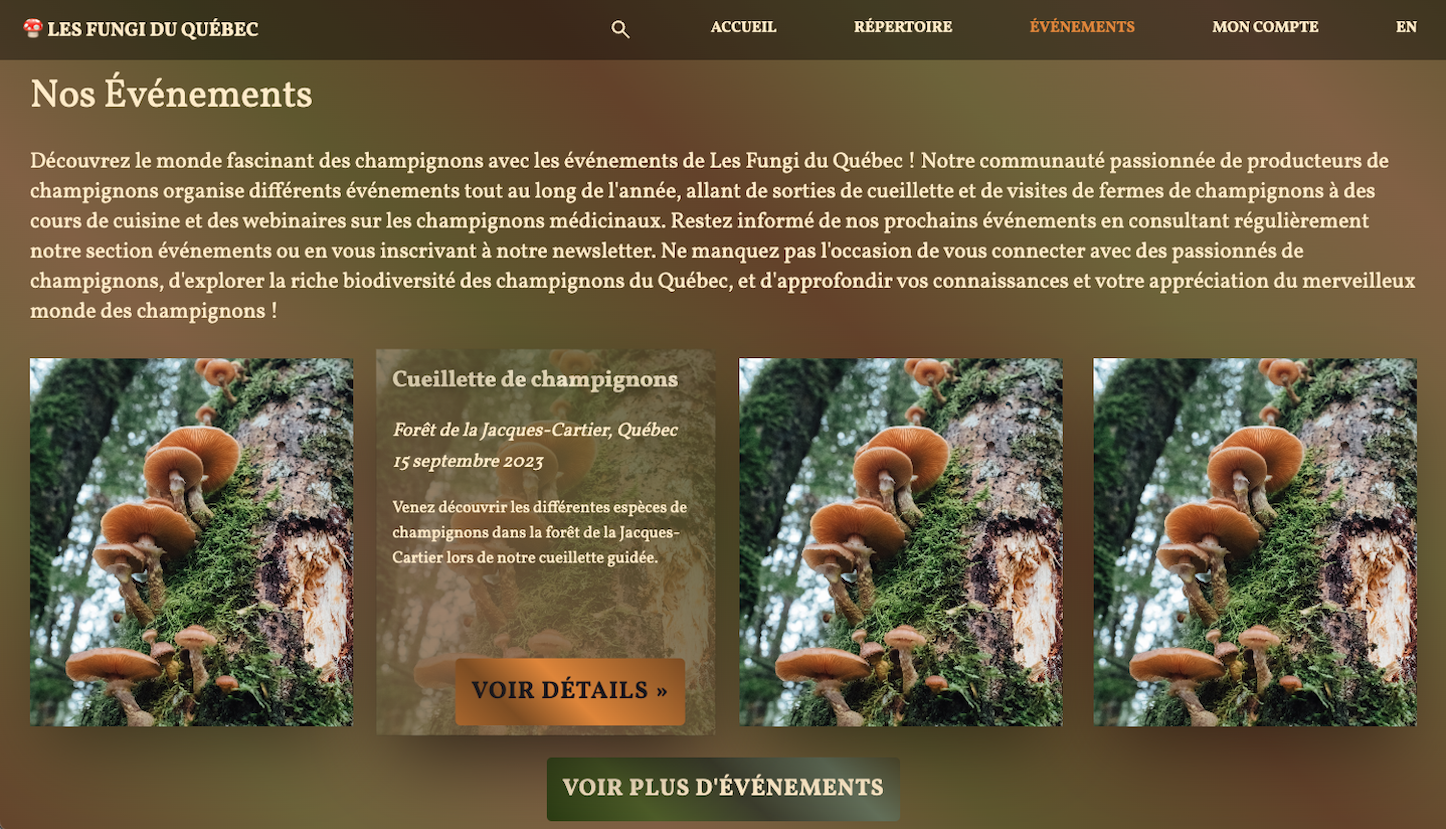 LES FUNGI DU QUÉBEC
ACCUEIL
RÉPERTOIRE
ÉVÉNEMENTS
MON COMPTE
EN
Nos Événements
Découvrez le monde fascinant des champignons avec les événements de Les Fungi du Québec ! Notre communauté passionnée de producteurs de
champignons organise différents événements tout au long de l'année, allant de sorties de cueillette et de visites de fermes de champignons à des
cours de cuisine et des webinaires sur les champignons médicinaux. Restez informé de nos prochains événements en consultant régulièrement
notre section événements ou en vous inscrivant à notre newsletter. Ne manquez pas l'occasion de vous connecter avec des passionnés de
champignons, d'explorer la riche biodiversité des champignons du Québec, et d'approfondir vos connaissances et votre appréciation du merveilleux
monde des champignons !
Cueillette de champignons
Forêt de la Jacques-Cartier, Québec
15 septembre 2023
Venez découvrir les différentes espèces de
champignons dans la forêt de la Jacques-
Cartier lors de notre cueillette guidée.
VOIR DÉTAILS »
VOIR PLUS D'ÉVÉNEMENTS